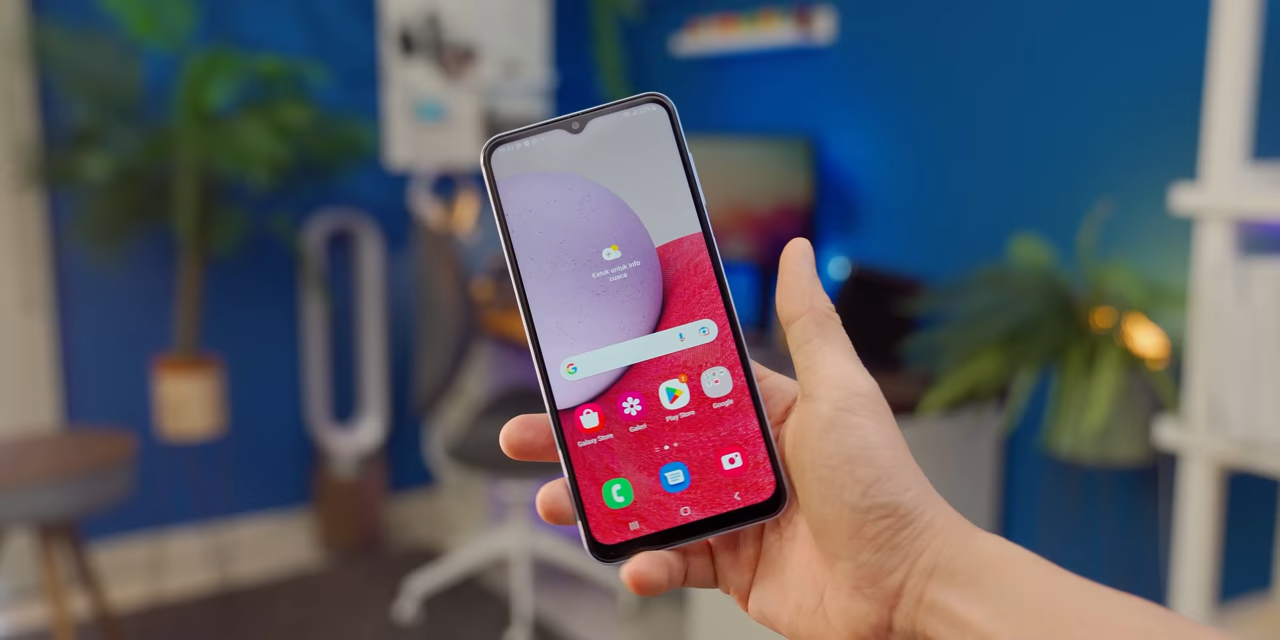 Ketuk untuk info
cuaca
Galaxy Store
Galeri
Play Store
Google